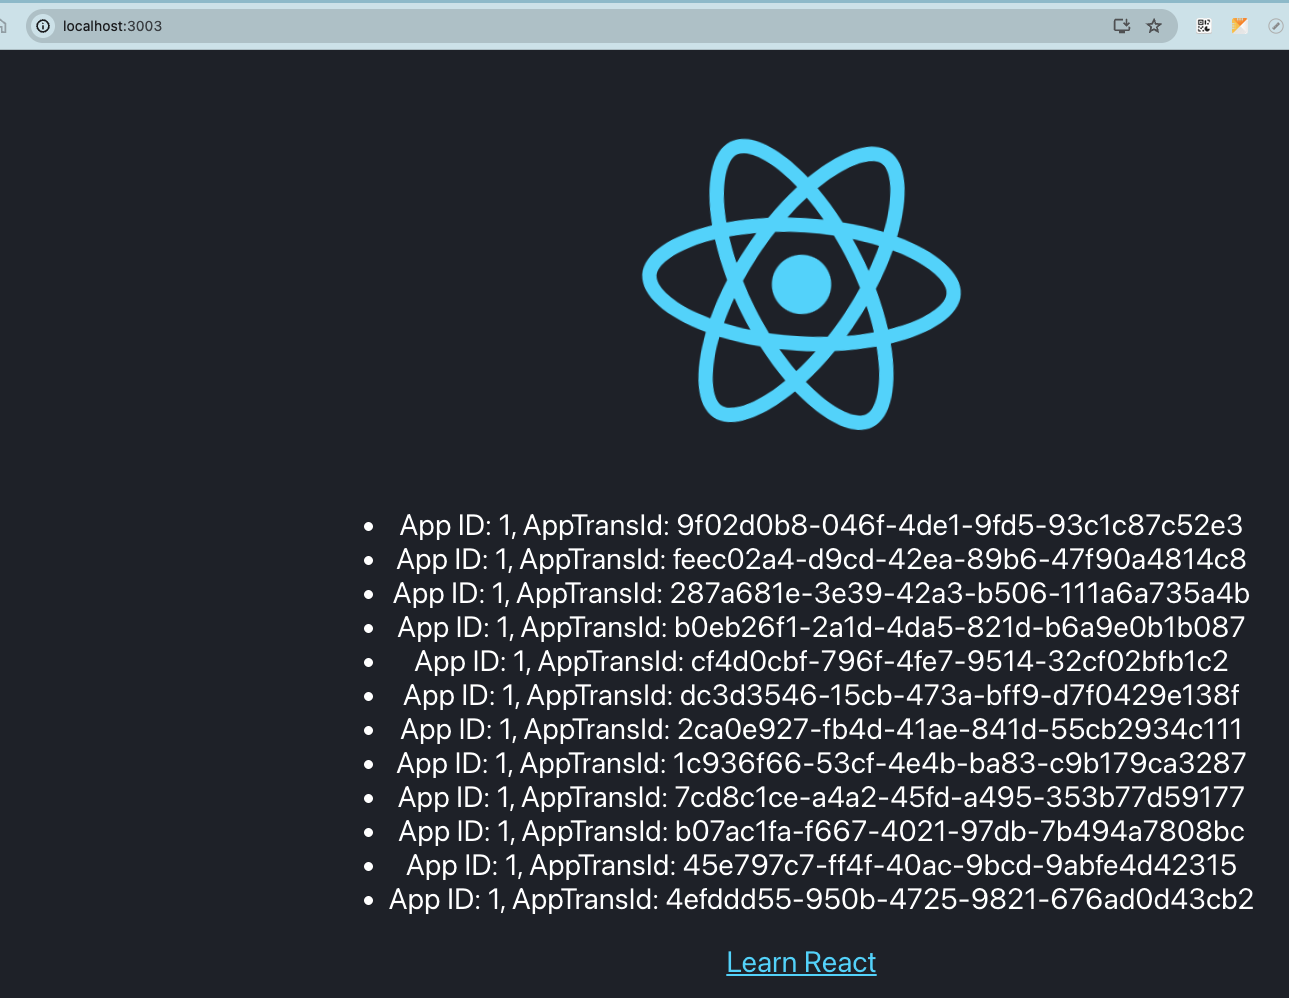 localhost:3003
App ID: 1, AppTransId: 9f02d0b8-046f-4de1-9fd5-93c1c87c52e3
App ID: 1, AppTransId: feec02a4-d9cd-42ea-89b6-47f90a4814c8
App ID: 1, AppTransId: 287a681e-3e39-42a3-b506-111a6a735a4b
App ID: 1, AppTransId: b0eb26f1-2a1d-4da5-821d-b6a9e0b1b087
App ID: 1, AppTransId: cf4d0cbf-796f-4fe7-9514-32cf02bfb1c2
App ID: 1, AppTransId: dc3d3546-15cb-473a-bff9-d7f0429e138f
App ID: 1, AppTransId: 2ca0e927-fb4d-41ae-841d-55cb2934c111
App ID: 1, AppTransId: 1c936f66-53cf-4e4b-ba83-c9b179ca3287
App ID: 1, AppTransId: 7cd8c1ce-a4a2-45fd-a495-353b77d59177
App ID: 1, AppTransId: b07ac1fa-f667-4021-97db-7b494a7808bc
App ID: 1, AppTransId: 45e797c7-ff4f-40ac-9bcd-9abfe4d42315
App ID: 1, AppTransId: 4efddd55-950b-4725-9821-676ad0d43cb2
Learn React